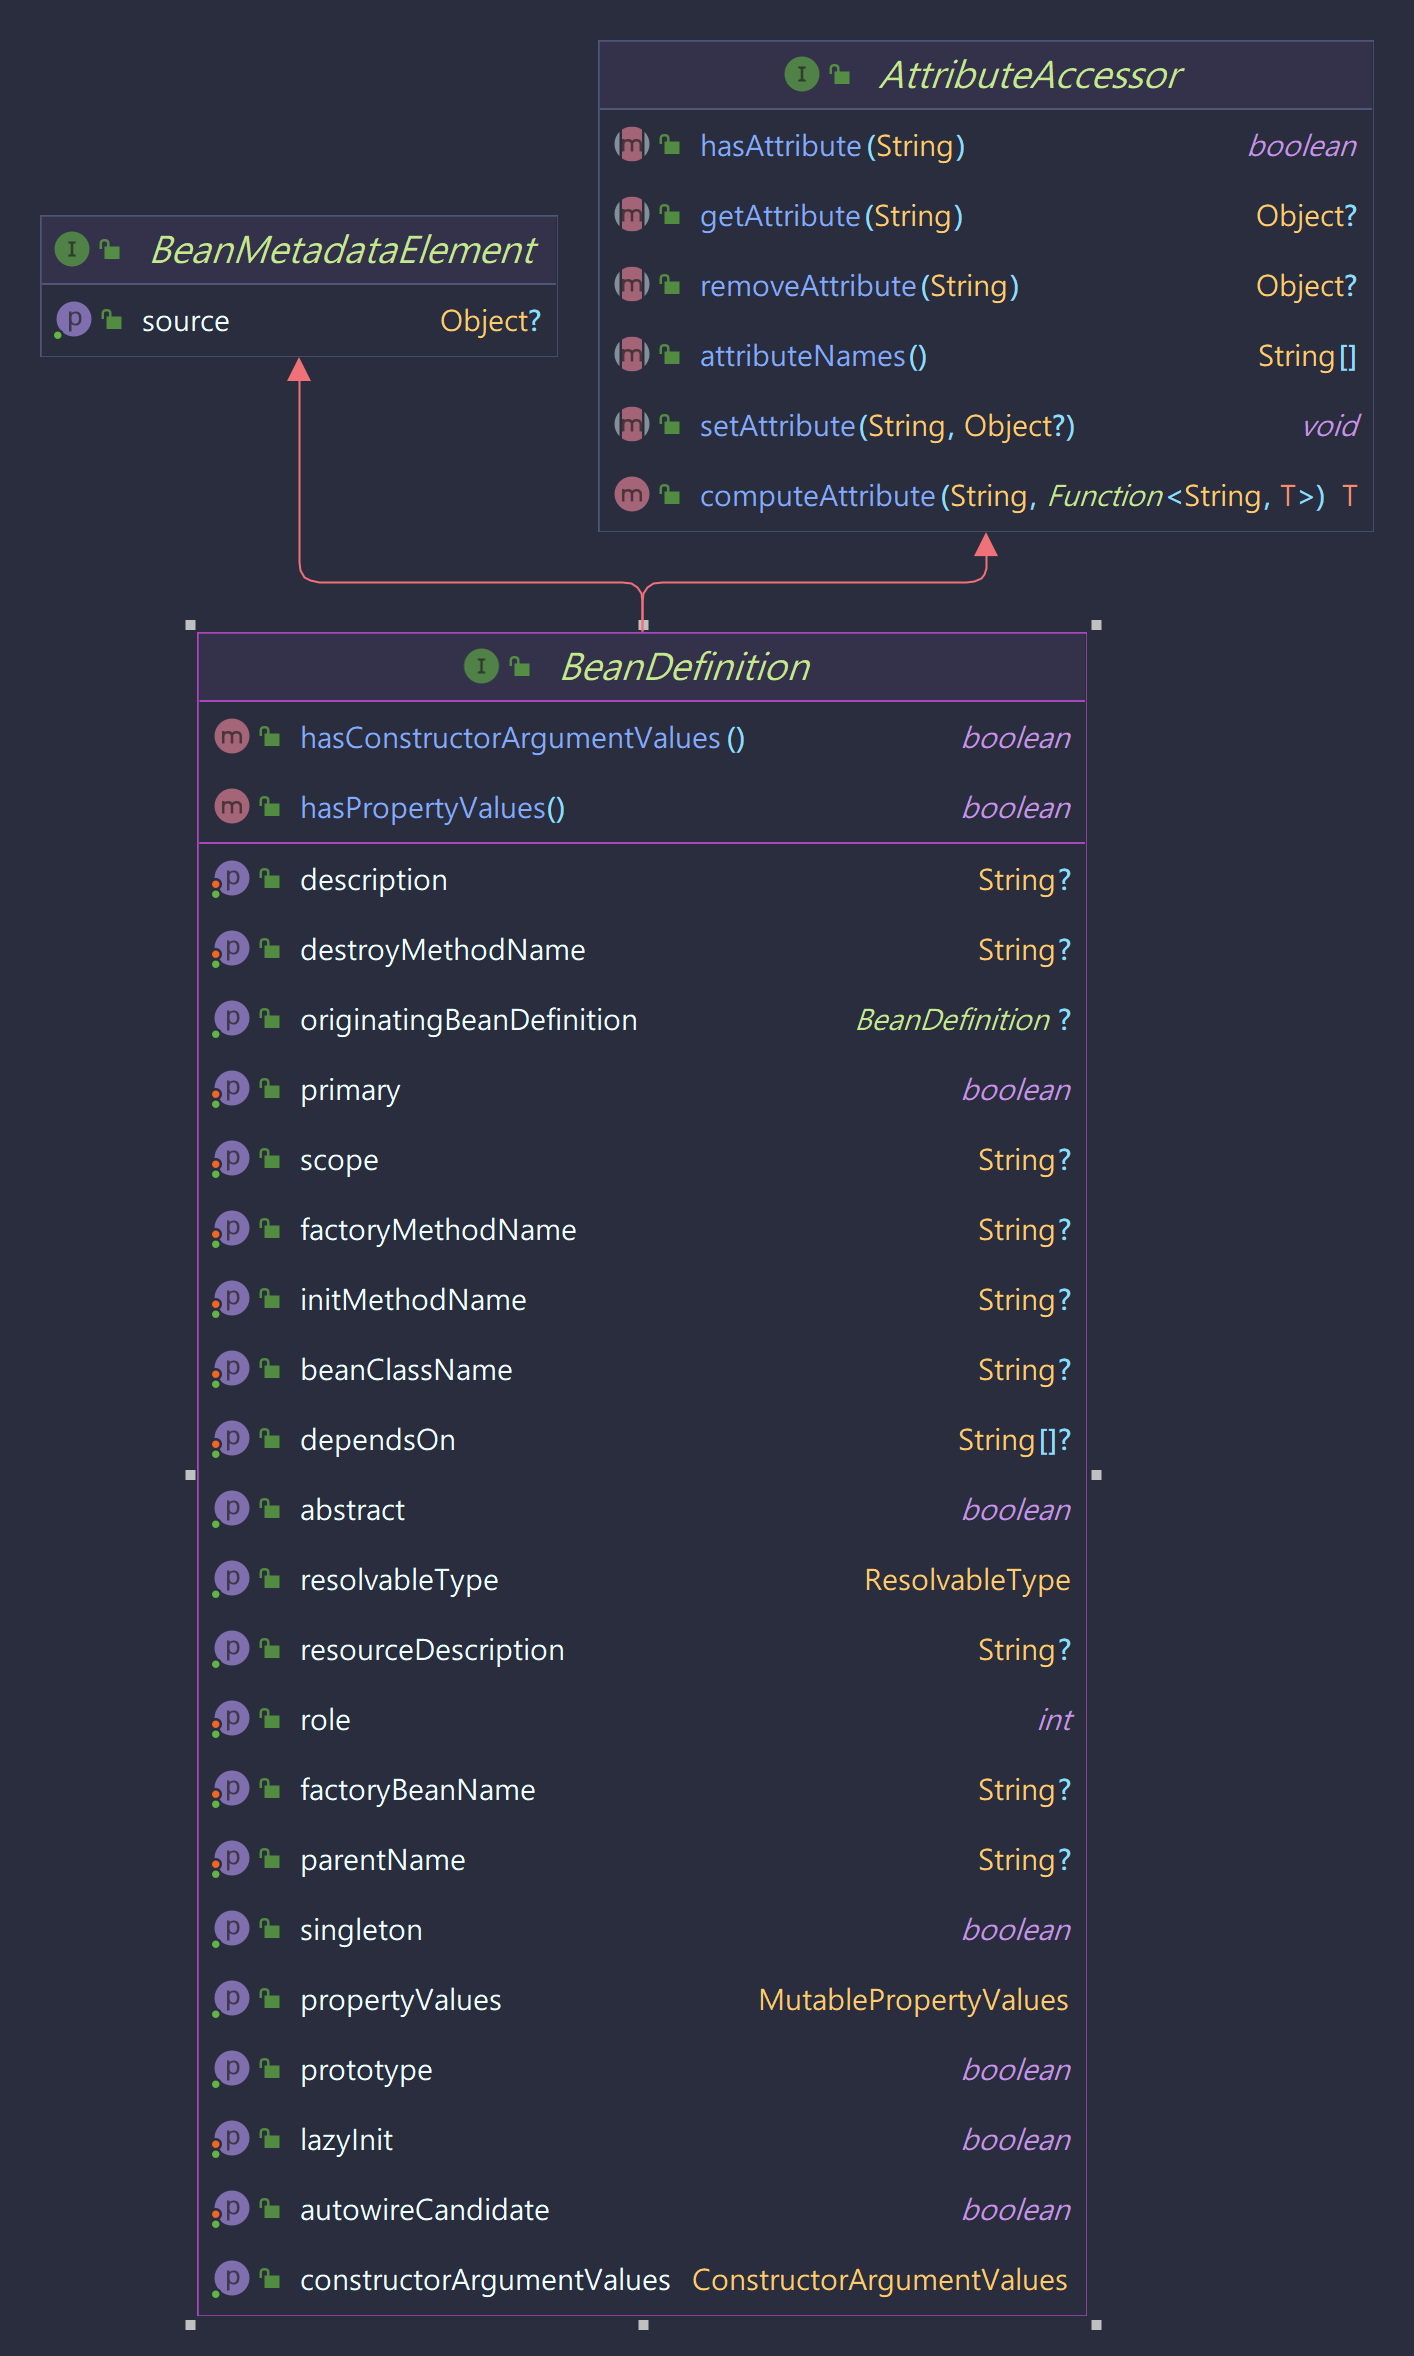 AttributeAccessor
hasAttribute(String) boolean
getAttribute(String) Object?
removeAttribute(String) Object?
attributeNames() String[]
setAttribute(String, Object?) void
computeAttribute(String, Function<String, T>) T
BeanMetadataElement
source Object?
BeanDefinition
hasConstructorArgumentValues() boolean
hasPropertyValues() boolean
description String?
destroyMethodName String?
originatingBeanDefinition BeanDefinition?
primary boolean
scope String?
factoryMethodName String?
initMethodName String?
beanClassName String?
dependsOn String[]?
abstract boolean
resolvableType ResolvableType
resourceDescription String?
role int
factoryBeanName String?
parentName String?
singleton boolean
propertyValues MutablePropertyValues
prototype boolean
lazyInit boolean
autowireCandidate boolean
constructorArgumentValues ConstructorArgumentValues